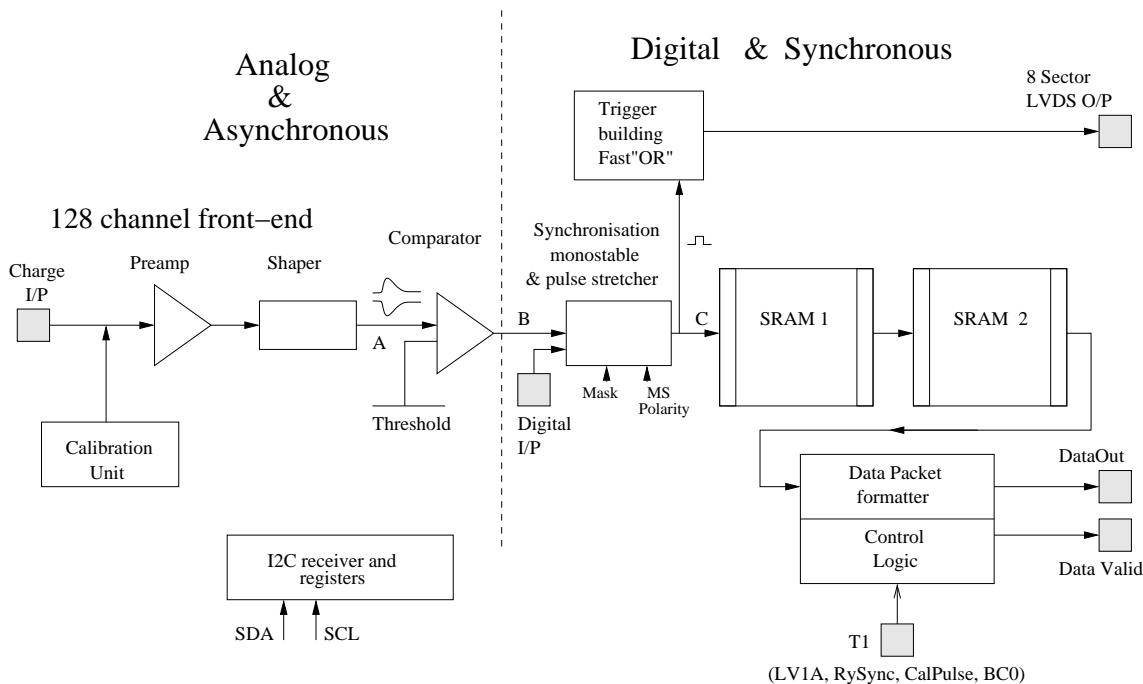 Analog
&
Asynchronous
Digital & Synchronous
8 Sector
LVDS O/P
Trigger
building
Fast"OR"
128 channel front−end
Charge
I/P
Preamp
Shaper
Comparator
Synchronisation
monostable
& pulse stretcher
A
B
C
SRAM 1
SRAM 2
Threshold
Digital
I/P
Mask
MS
Polarity
Calibration
Unit
Data Packet
formatter
Control
Logic
DataOut
Data Valid
I2C receiver and
registers
SDA
SCL
T1
(LV1A, RySync, CalPulse, BC0)